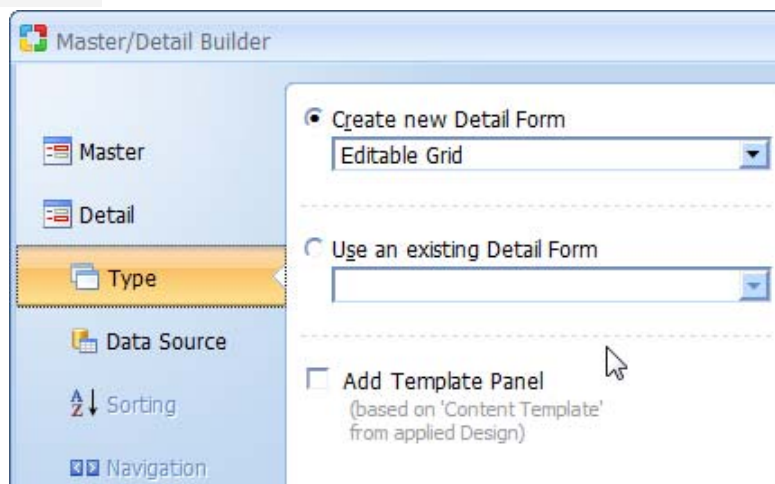 Master/Detail Builder
Master
Detail
Type
Data Source
Sorting
Navigation
Create new Detail Form
Editable Grid
Use an existing Detail Form
Add Template Panel
(based on 'Content Template'
from applied Design)